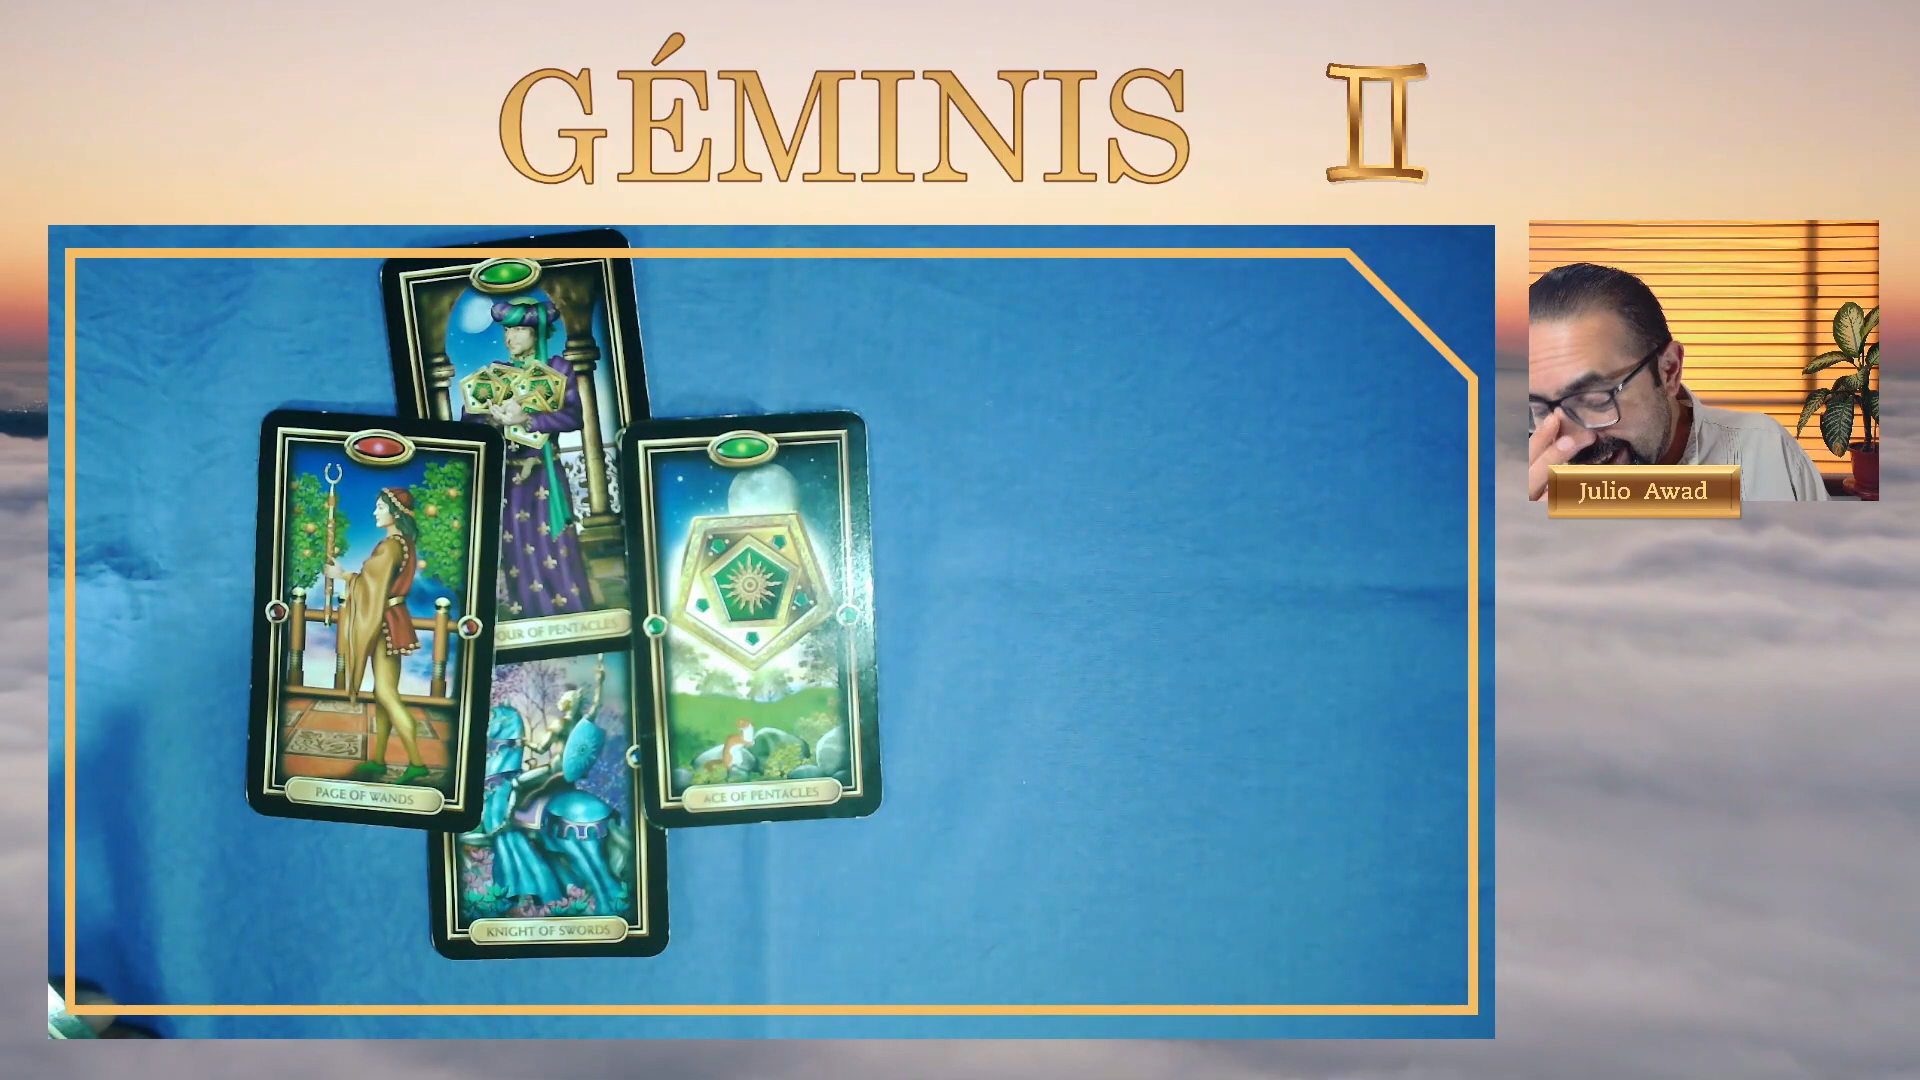 GÉMINIS
Julio Awad
OUR OF PENTACLES
PAGE OF WANDS
ACE OF PENTACLES
KNIGHT OF SWORDS